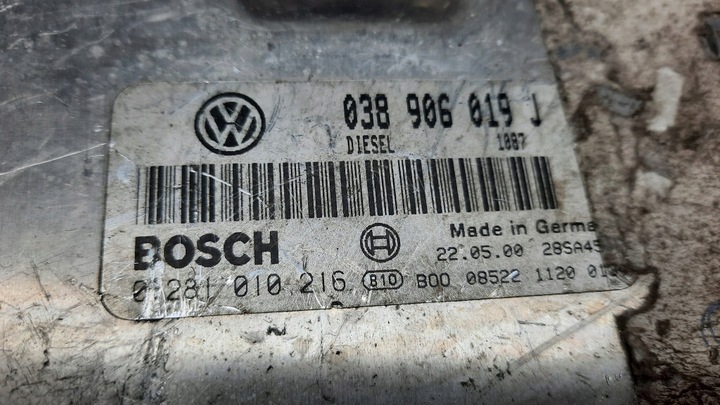 VW
038 906 019 J
DIESEL 1087
BOSCH
Made in Germa
22.05.00 28SA45
0 281 010 216 810 B00 08522 1120 01